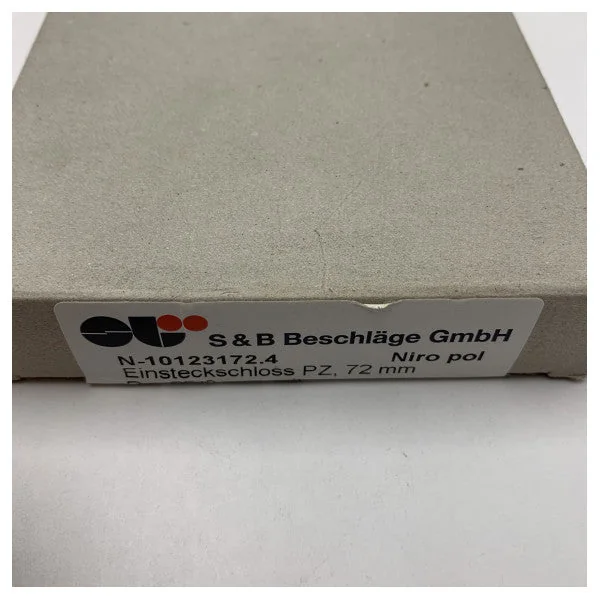 S & B Beschläge GmbH
N-10123172.4 Niro pol
Einsteckschloss PZ, 72 mm